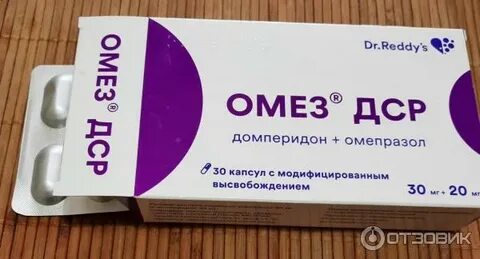 Dr.Reddy's
ОМЕЗ® ДСР
ОМЕЗ® ДСР
домперидон + омепразол
30 капсул с модифицированным
высвобождением
30 мг + 20 мг
ОТЗОВИК